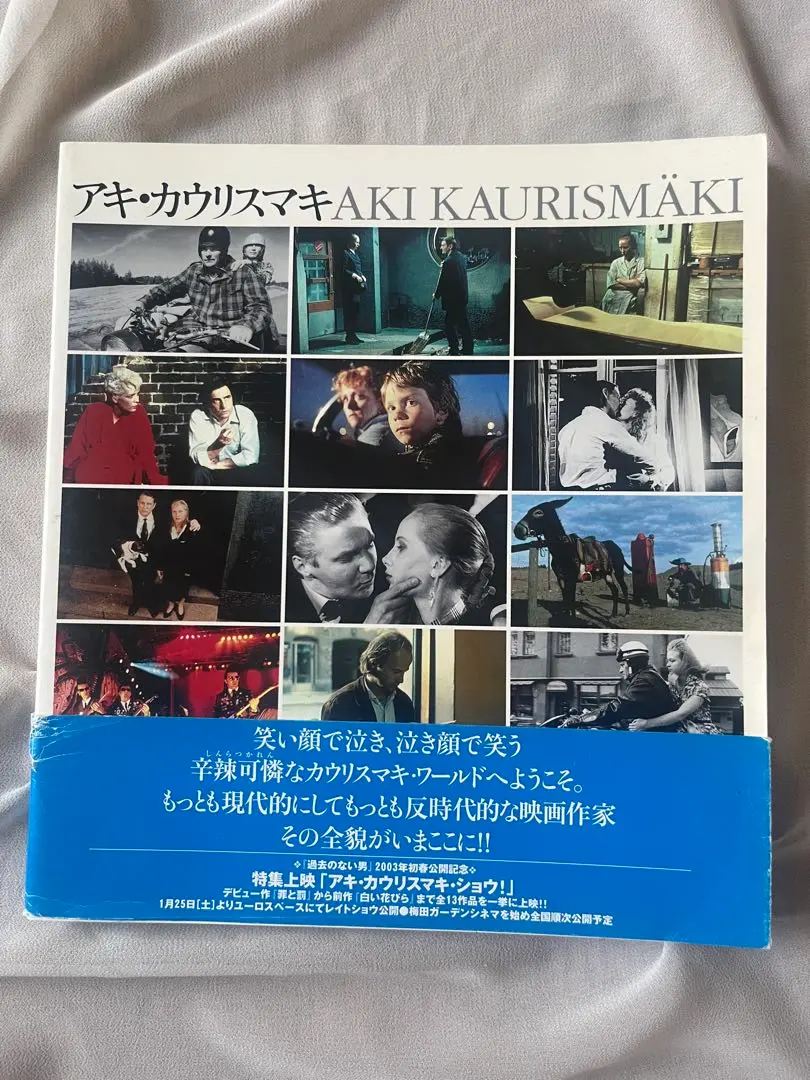 アキ・カウリスマキ AKI KAURISMÄKI
笑い顔で泣き、泣き顔で笑う
しんらつかれん
辛辣可憐なカウリスマキ・ワールドへようこそ。
もっとも現代的にしてもっとも反時代的な映画作家
その全貌がいまここに!!
❖『過去のない男』2003年初春公開記念❖
特集上映「アキ・カウリスマキ・ショウ!」
デビュー作『罪と罰』から前作『白い花びら』まで全13作品を一挙に上映!!
1月25日[土]よりユーロスペースにてレイトショウ公開●梅田ガーデンシネマを始め全国順次公開予定